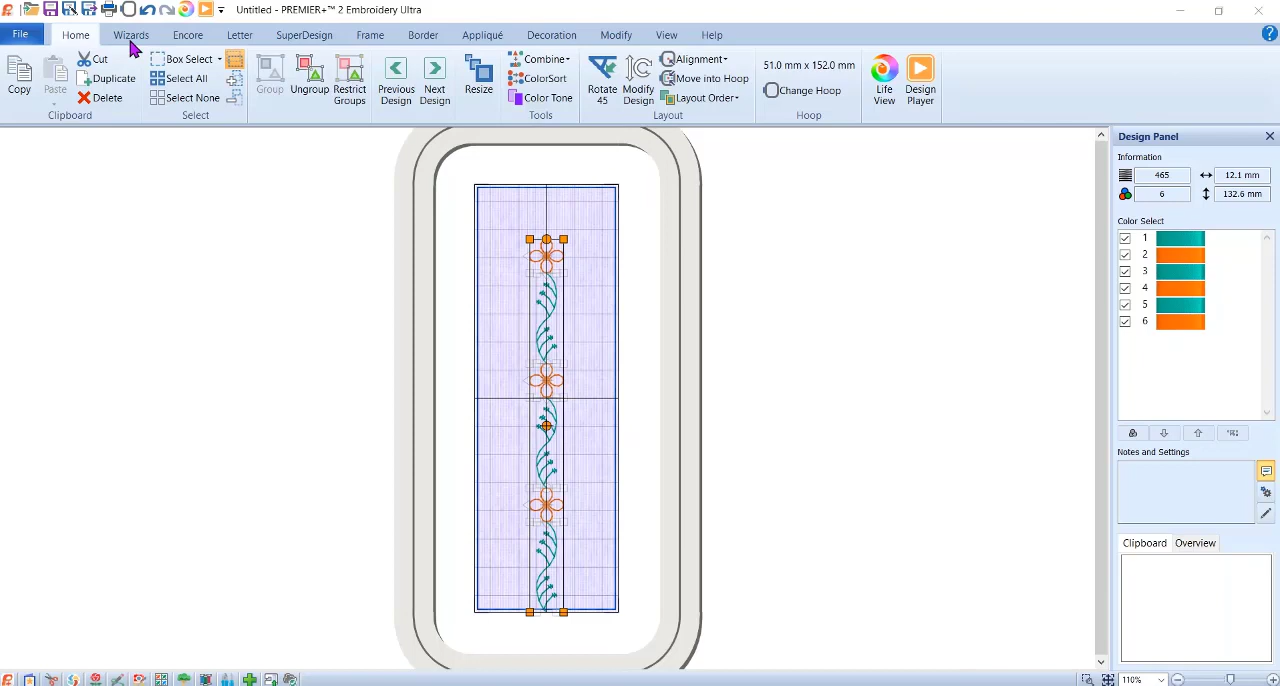 Untitled - PREMIER+™ 2 Embroidery Ultra
File Home Wizards Encore Letter SuperDesign Frame Border Appliqué Decoration Modify View Help
Copy Paste Cut Duplicate Delete
Clipboard
Box Select Select All Select None
Select
Group Ungroup Restrict Groups
Previous Design Next Design
Resize
Combine ColorSort Color Tone
Tools
Rotate 45 Modify Design Alignment Move into Hoop Layout Order
Layout
51.0 mm x 152.0 mm
Change Hoop
Hoop
Life View Design Player
Design Panel
Information
465 12.1 mm
6 132.6 mm
Color Select
1
2
3
4
5
6
Notes and Settings
Clipboard Overview
110%